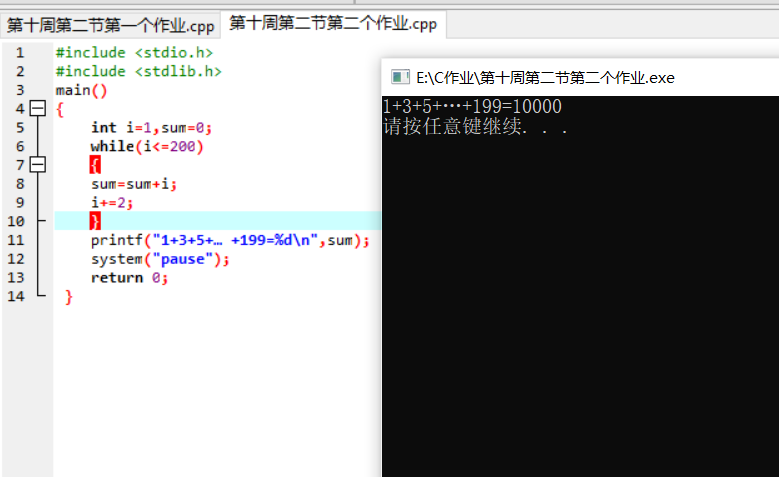 第十周第二节第一个作业.cpp 第十周第二节第二个作业.cpp
1 #include <stdio.h>
2 #include <stdlib.h>
3 main()
4 {
5 int i=1,sum=0;
6 while(i<=200)
7 {
8 sum=sum+i;
9 i+=2;
10 }
11 printf("1+3+5+… +199=%d\n",sum);
12 system("pause");
13 return 0;
14 }
E:\C作业\第十周第二节第二个作业.exe
1+3+5+…+199=10000
请按任意键继续. . .